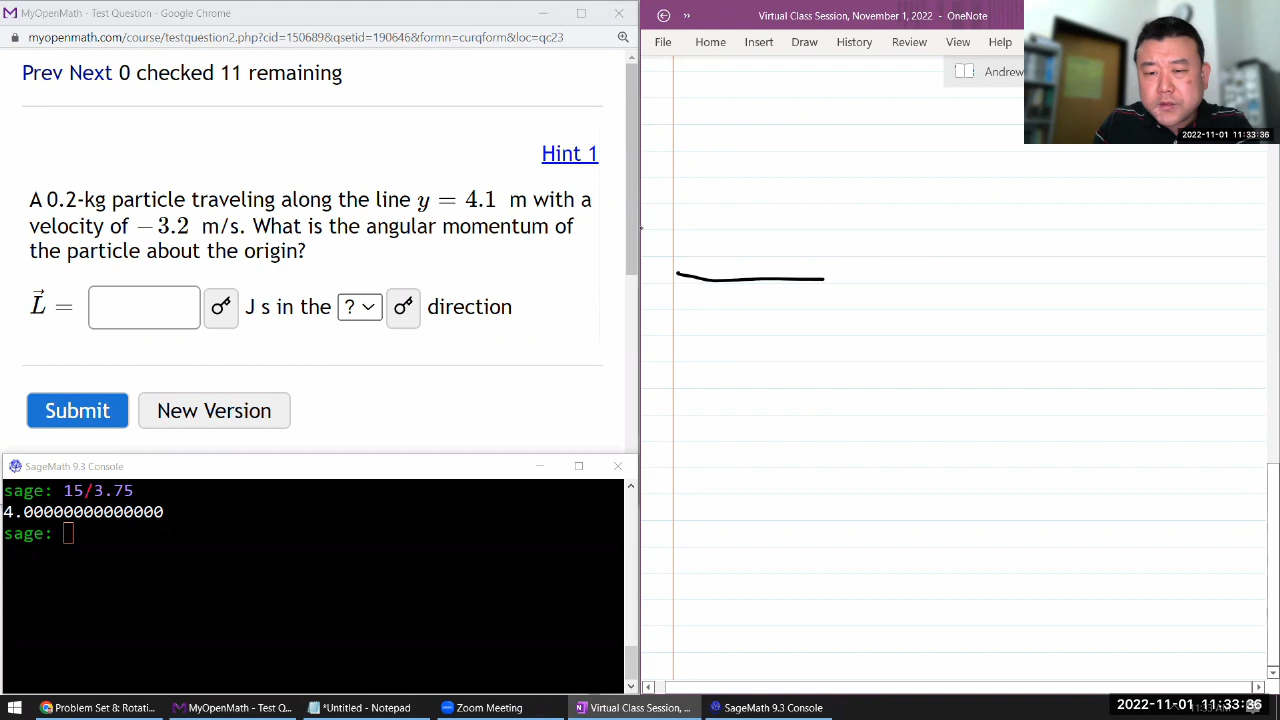 MyOpenMath - Test Question - Google Chrome
myopenmath.com/course/testquestion2.php?cid=150689&qsetid=190646&formn=curqform&loc=qc23
Prev Next 0 checked 11 remaining
Hint 1
A 0.2-kg particle traveling along the line y = 4.1 m with a
velocity of −3.2 m/s. What is the angular momentum of
the particle about the origin?
L⃗ = J s in the ? direction
Submit New Version
SageMath 9.3 Console
sage: 15/3.75
4.00000000000000
sage:
Virtual Class Session, November 1, 2022 - OneNote
File Home Insert Draw History Review View Help
Andrew
2022-11-01 11:33:36
Problem Set 8: Rotati... MyOpenMath - Test Q... *Untitled - Notepad Zoom Meeting Virtual Class Session, ... SageMath 9.3 Console
2022-11-01 11:33:36